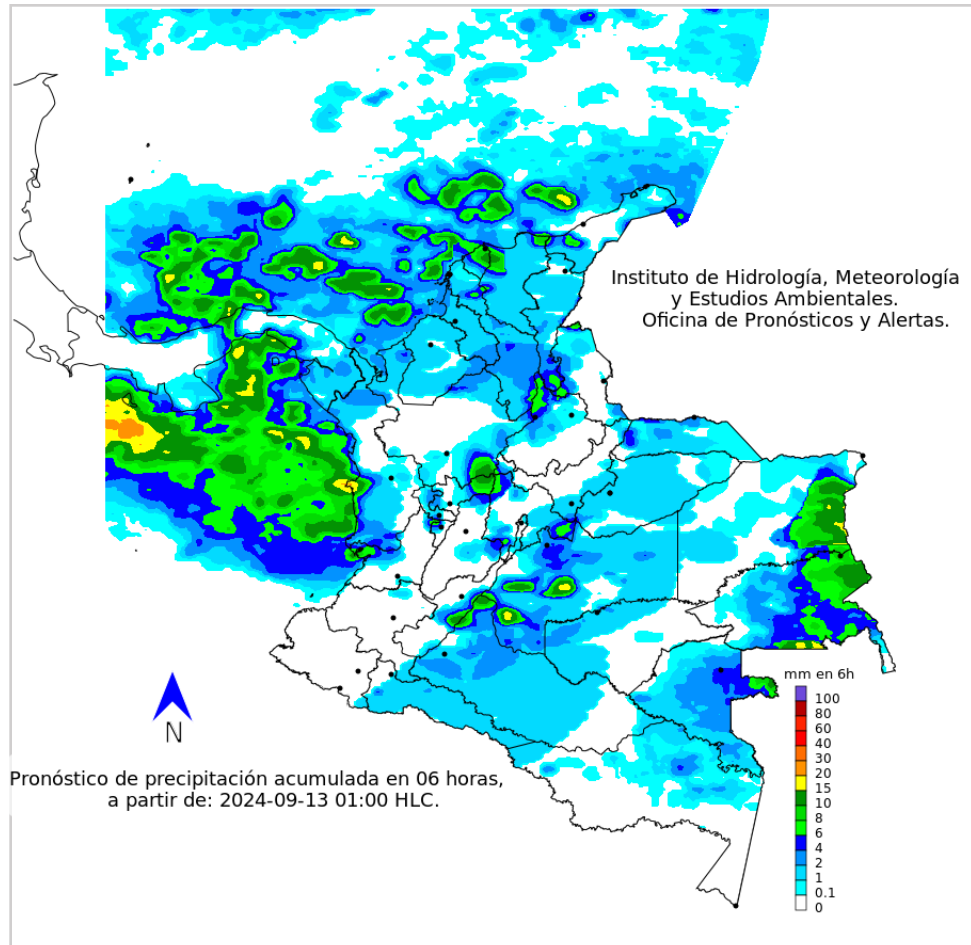 Instituto de Hidrología, Meteorología
y Estudios Ambientales.
Oficina de Pronósticos y Alertas.
mm en 6h
100
80
60
40
30
20
15
10
8
6
4
2
1
0.1
0
N
Pronóstico de precipitación acumulada en 06 horas,
a partir de: 2024-09-13 01:00 HLC.